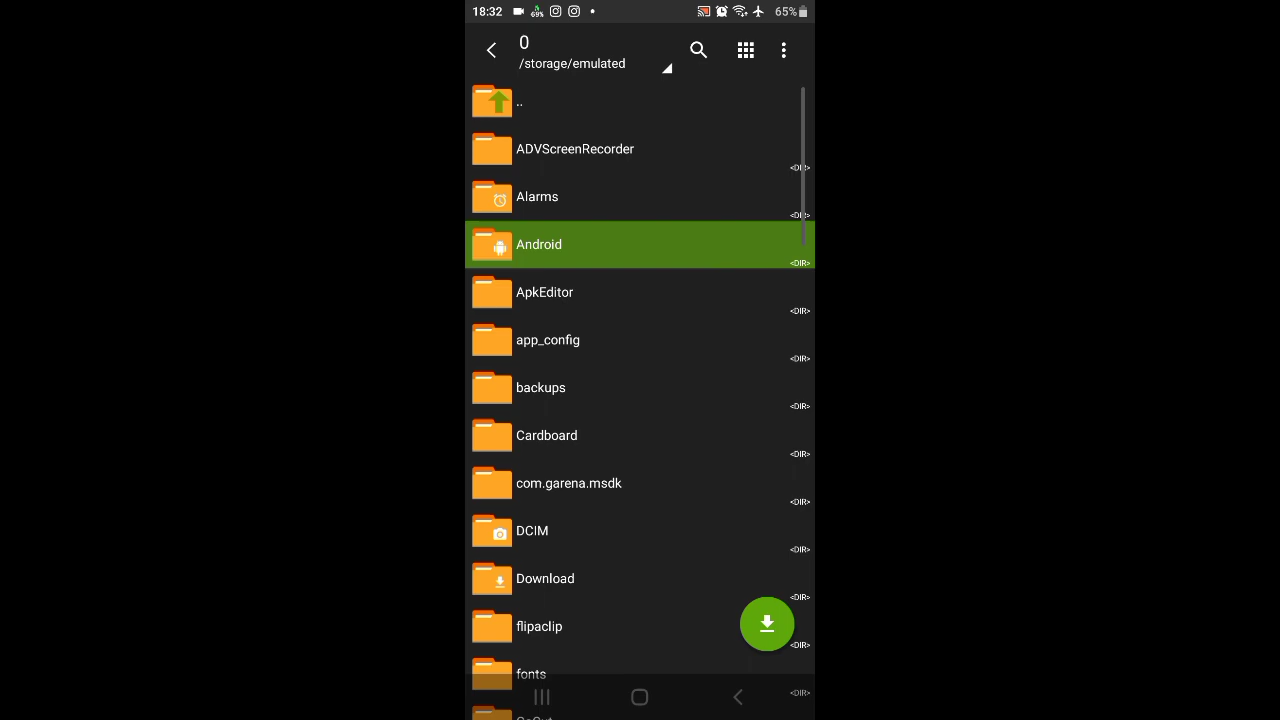 18:32 69% 65%
0
/storage/emulated
..
ADVScreenRecorder
<DIR>
Alarms
<DIR>
Android
<DIR>
ApkEditor
<DIR>
app_config
<DIR>
backups
<DIR>
Cardboard
<DIR>
com.garena.msdk
<DIR>
DCIM
<DIR>
Download
<DIR>
flipaclip
<DIR>
fonts
<DIR>